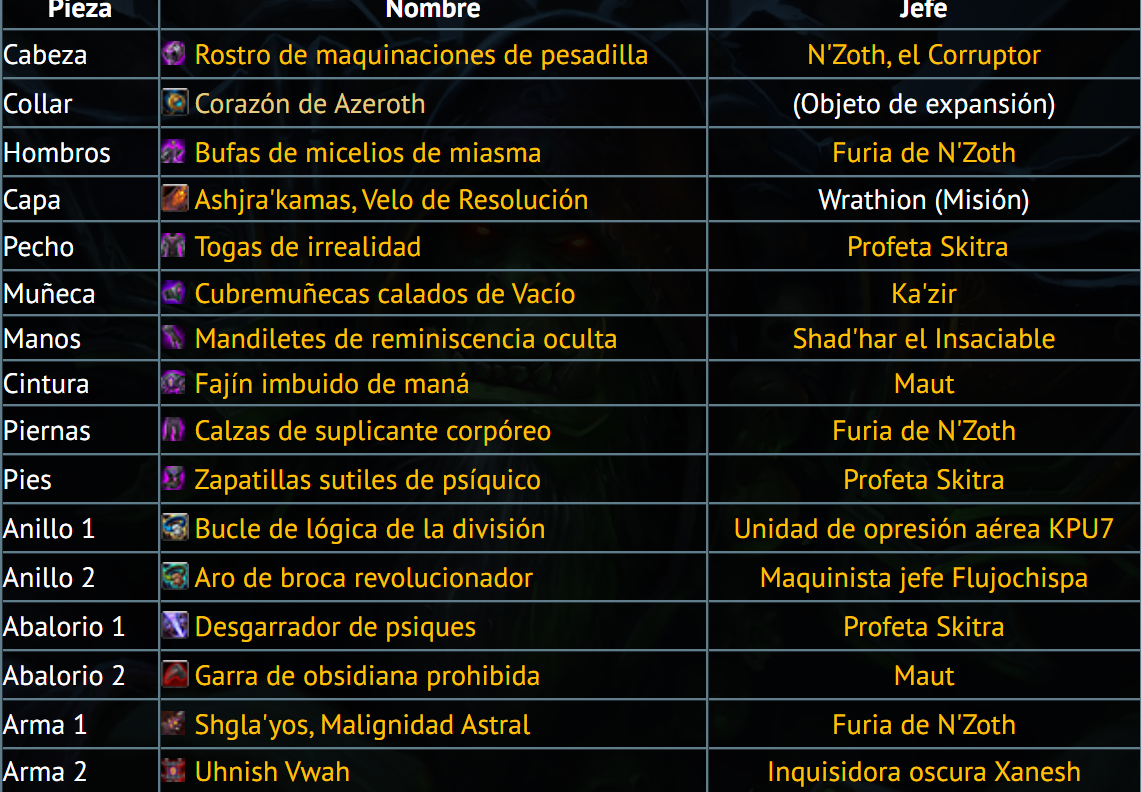 Pieza Nombre Jefe
Cabeza Rostro de maquinaciones de pesadilla N'Zoth, el Corruptor
Collar Corazón de Azeroth (Objeto de expansión)
Hombros Bufas de micelios de miasma Furia de N'Zoth
Capa Ashjra'kamas, Velo de Resolución Wrathion (Misión)
Pecho Togas de irrealidad Profeta Skitra
Muñeca Cubremuñecas calados de Vacío Ka'zir
Manos Mandiletes de reminiscencia oculta Shad'har el Insaciable
Cintura Fajín imbuido de maná Maut
Piernas Calzas de suplicante corpóreo Furia de N'Zoth
Pies Zapatillas sutiles de psíquico Profeta Skitra
Anillo 1 Bucle de lógica de la división Unidad de opresión aérea KPU7
Anillo 2 Aro de broca revolucionador Maquinista jefe Flujochispa
Abalorio 1 Desgarrador de psiques Profeta Skitra
Abalorio 2 Garra de obsidiana prohibida Maut
Arma 1 Shgla'yos, Malignidad Astral Furia de N'Zoth
Arma 2 Uhnish Vwah Inquisidora oscura Xanesh